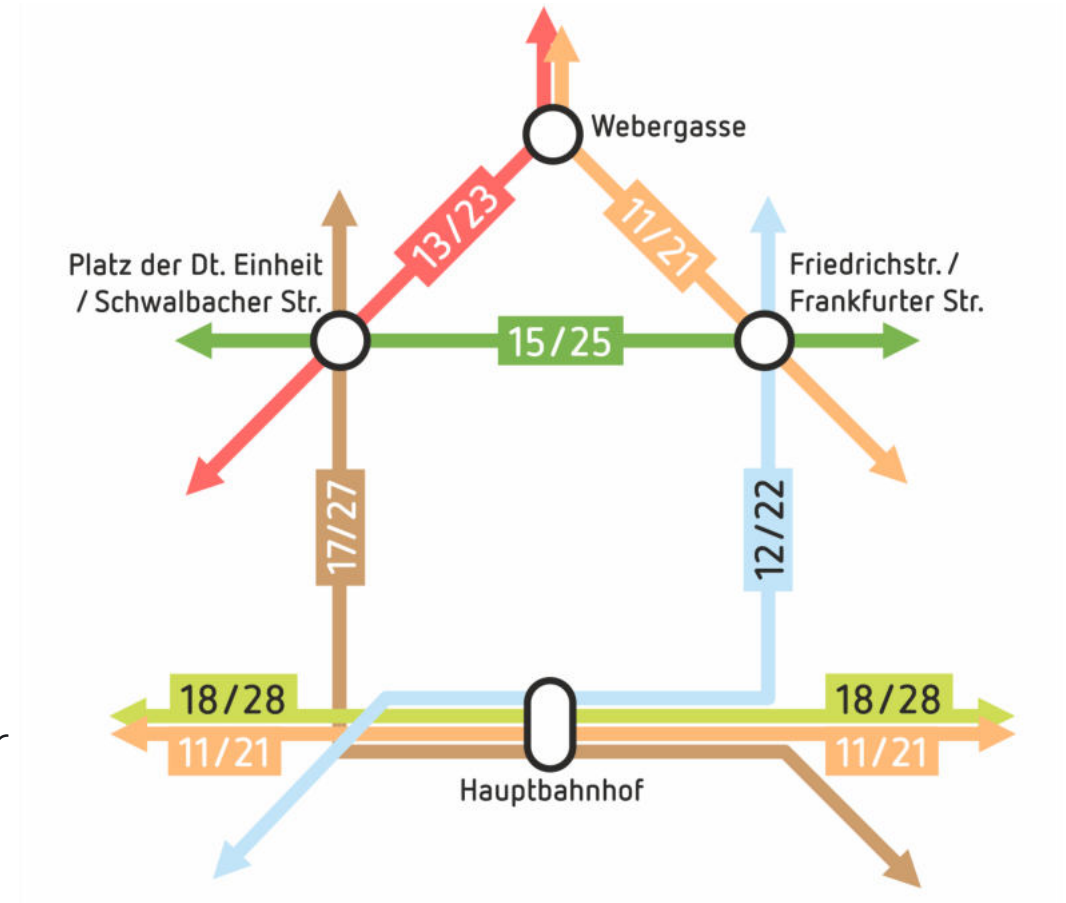 Webergasse
13/23
11/21
Platz der Dt. Einheit
/ Schwalbacher Str.
Friedrichstr. /
Frankfurter Str.
15/25
17/27
12/22
18/28
18/28
11/21
11/21
Hauptbahnhof